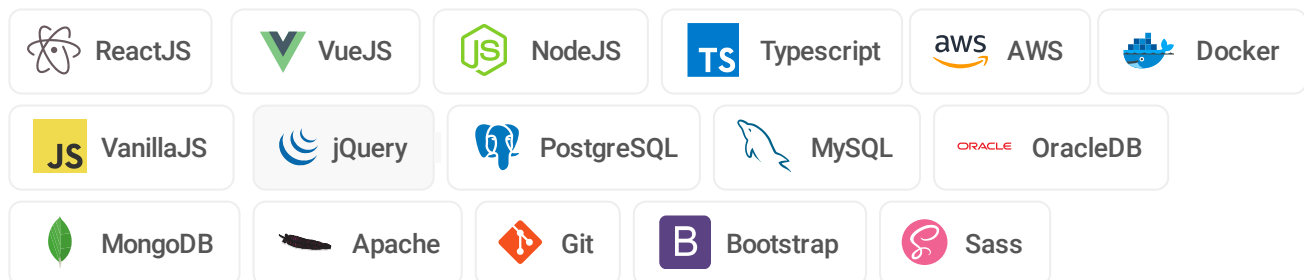 ReactJS VueJS JS NodeJS TS Typescript aws AWS Docker
JS VanillaJS jQuery PostgreSQL MySQL ORACLE OracleDB
MongoDB Apache Git B Bootstrap Sass